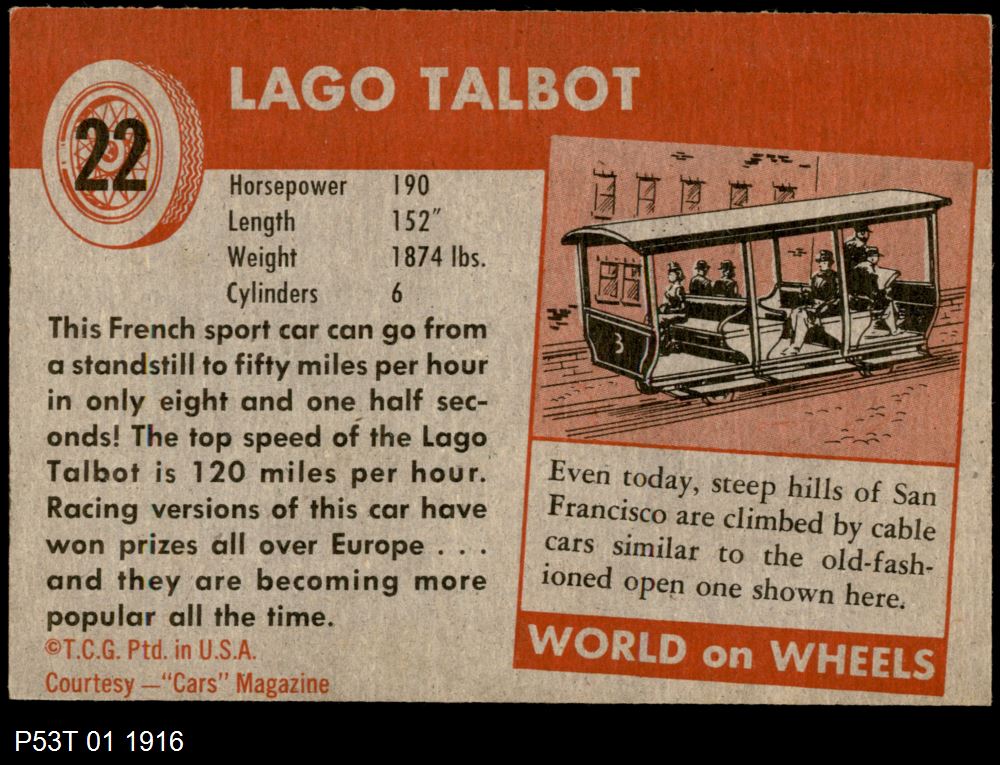 22
LAGO TALBOT
Horsepower 190
Length 152"
Weight 1874 lbs.
Cylinders 6
This French sport car can go from
a standstill to fifty miles per hour
in only eight and one half sec-
onds! The top speed of the Lago
Talbot is 120 miles per hour.
Racing versions of this car have
won prizes all over Europe . . .
and they are becoming more
popular all the time.
©T.C.G. Ptd. in U.S.A.
Courtesy —"Cars" Magazine
3
Even today, steep hills of San
Francisco are climbed by cable
cars similar to the old-fash-
ioned open one shown here.
WORLD on WHEELS
P53T 01 1916